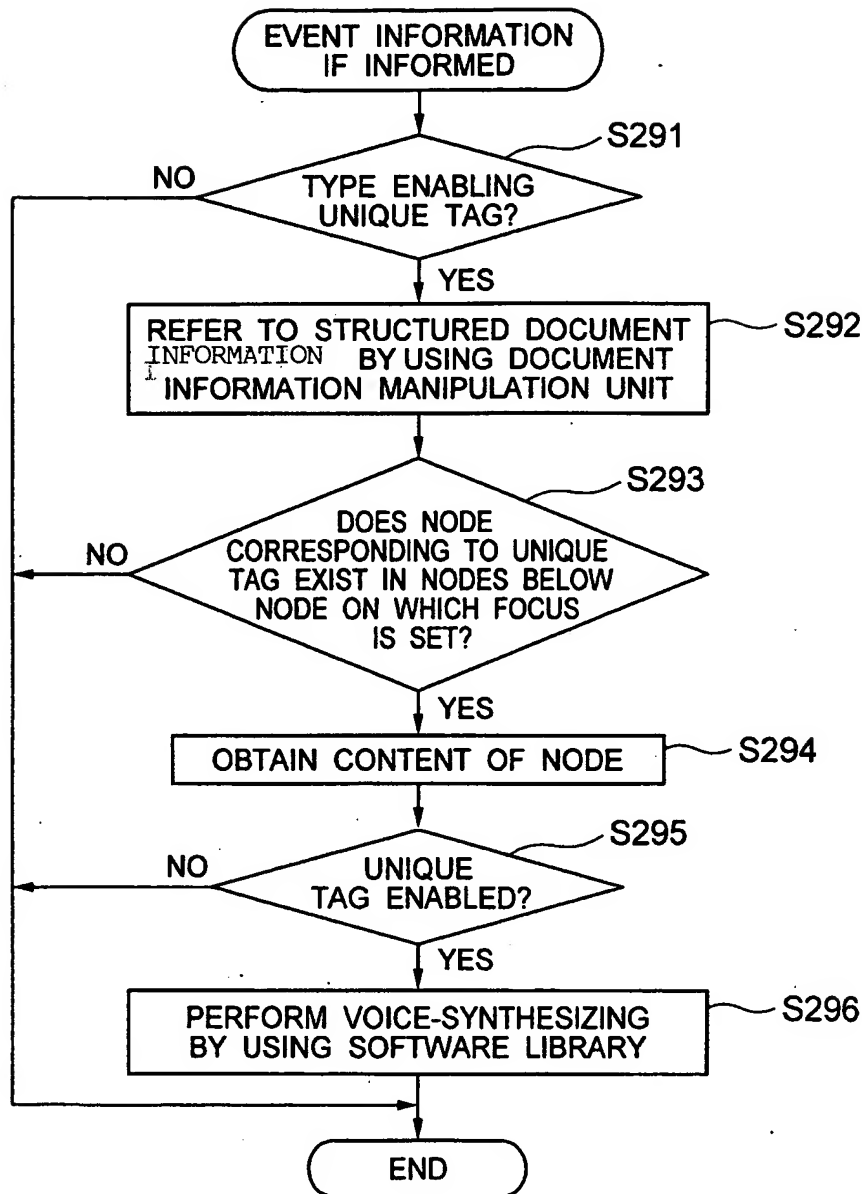 EVENT INFORMATION
IF INFORMED
S291
NO
TYPE ENABLING
UNIQUE TAG?
YES
S292
REFER TO STRUCTURED DOCUMENT
INFORMATION BY USING DOCUMENT
INFORMATION MANIPULATION UNIT
S293
DOES NODE
NO
CORRESPONDING TO UNIQUE
TAG EXIST IN NODES BELOW
NODE ON WHICH FOCUS
IS SET?
YES
OBTAIN CONTENT OF NODE
S294
S295
NO
UNIQUE
TAG ENABLED?
YES
S296
PERFORM VOICE-SYNTHESIZING
BY USING SOFTWARE LIBRARY
END